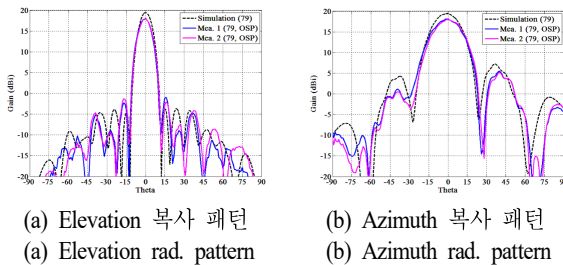 20
15
10
5
0
-5
-10
-15
-20
Gain (dBi)
-90 -75 -60 -45 -30 -15 0 15 30 45 60 75 90
Theta
Simulation (79)
Mea. 1 (79, OSP)
Mea. 2 (79, OSP)
20
15
10
5
0
-5
-10
-15
-20
Gain (dBi)
-90 -75 -60 -45 -30 -15 0 15 30 45 60 75 90
Theta
Simulation (79)
Mea. 1 (79, OSP)
Mea. 2 (79, OSP)
(a) Elevation 복사 패턴
(a) Elevation rad. pattern
(b) Azimuth 복사 패턴
(b) Azimuth rad. pattern